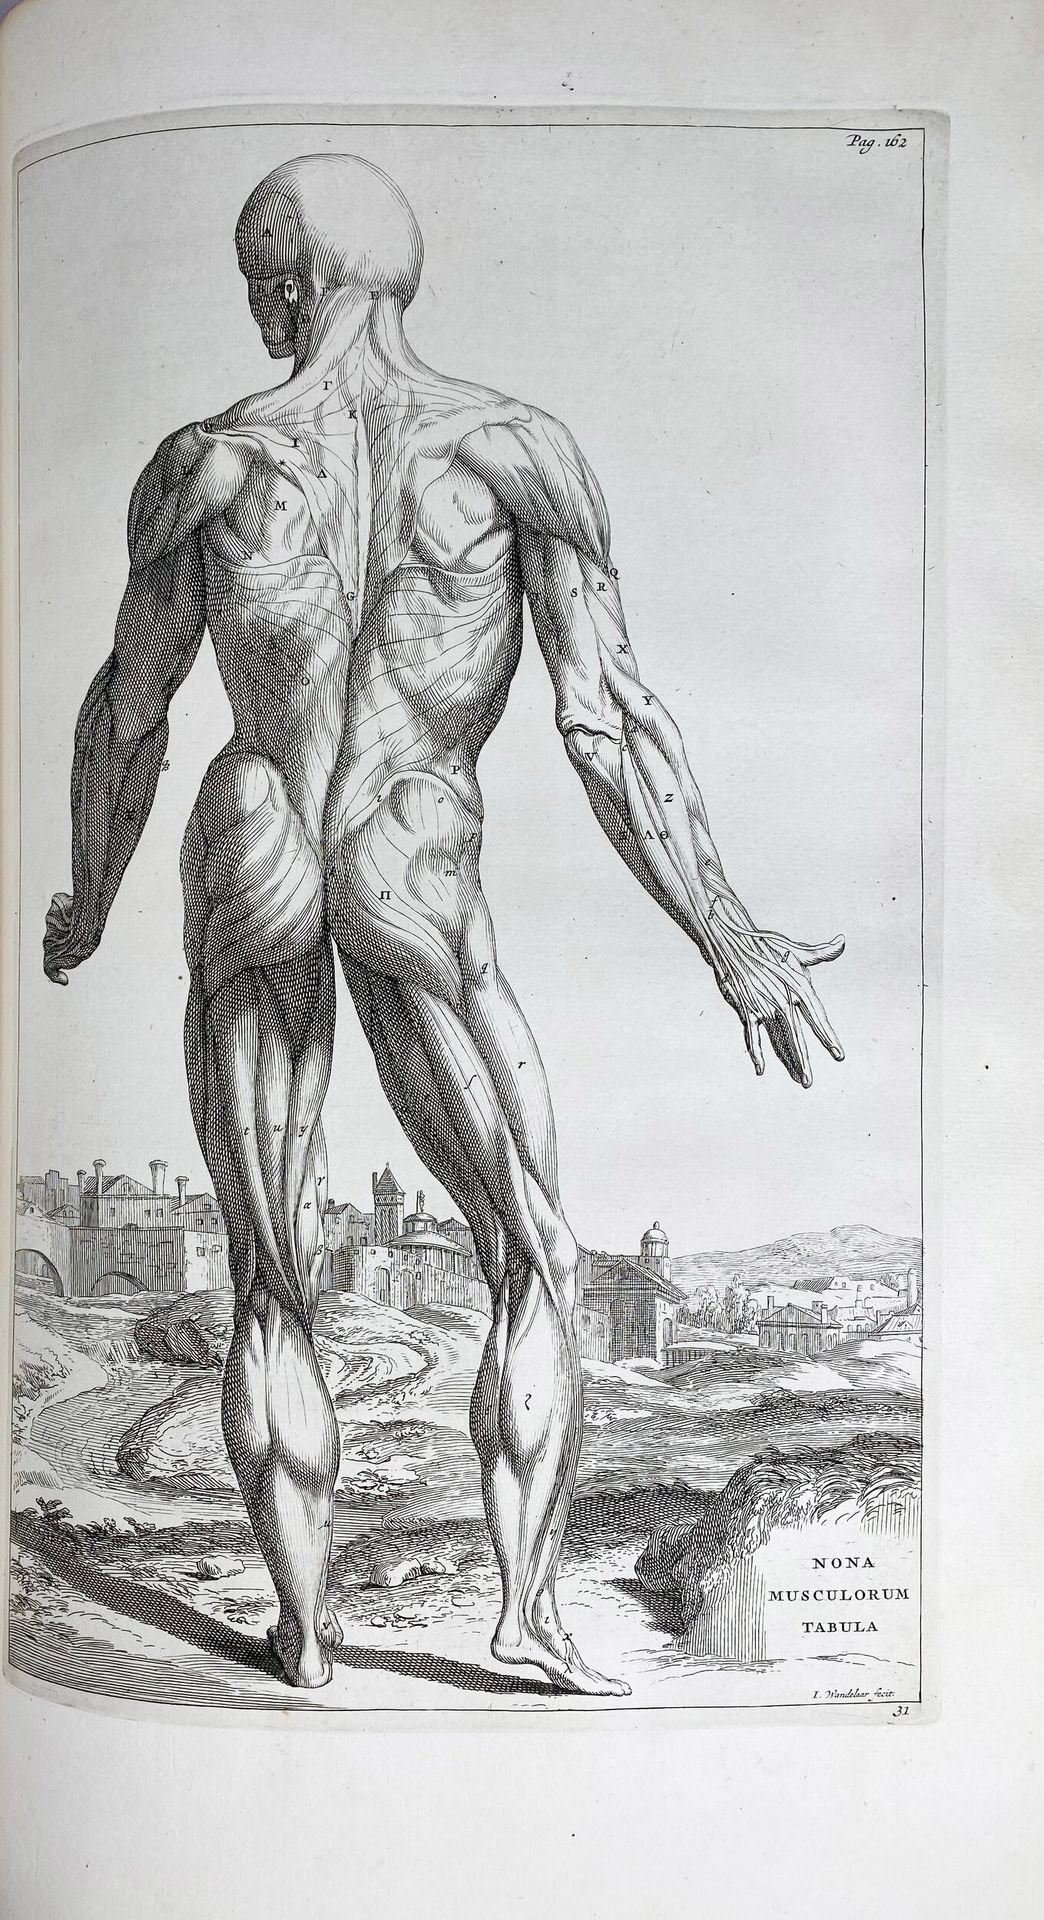 Pag. 162
A
E
Γ
K
I
*
Δ
M
N
G
Q
S R
X
O
Y
V
P
i o
Z
Λ Θ
m
Π
g
q
r
ſ
t u y
γ
α
NONA
MUSCULORUM
TABULA
I. Wandelaar fecit.
31